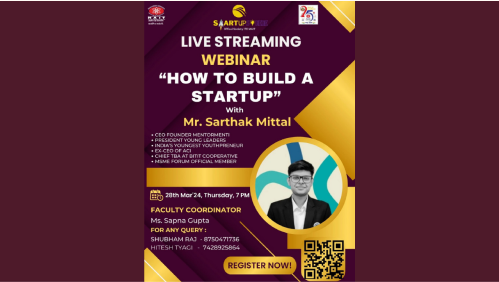 STARTUP
LIVE STREAMING
WEBINAR
“HOW TO BUILD A
STARTUP”
With
Mr. Sarthak Mittal
• CEO FOUNDER MENTORMENTI
• PRESIDENT YOUNG LEADERS
• INDIA'S YOUNGEST YOUTHPRENEUR
• EX-CEO OF ACI
• CHIEF TBA AT BITIT COOPERATIVE
• MSME FORUM OFFICIAL MEMBER
28th Mar'24, Thursday, 7 PM
FACULTY COORDINATOR
Ms. Sapna Gupta
FOR ANY QUERY :
SHUBHAM RAJ - 8750471736
HITESH TYAGI - 7428925864
REGISTER NOW!